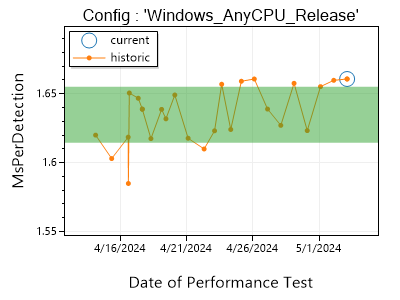 Config : 'Windows_AnyCPU_Release'
current
historic
MsPerDetection
1.65
1.6
1.55
4/16/2024
4/21/2024
4/26/2024
5/1/2024
Date of Performance Test